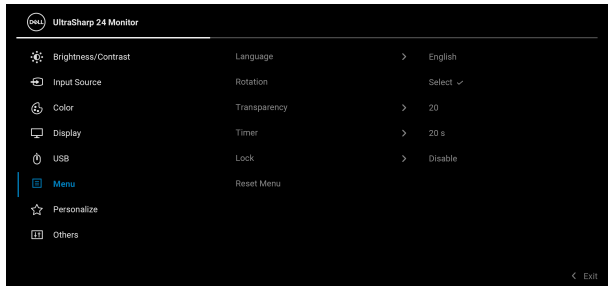 DELL UltraSharp 24 Monitor
Brightness/Contrast Language > English
Input Source Rotation Select ✓
Color Transparency > 20
Display Timer > 20 s
USB Lock > Disable
Menu Reset Menu
Personalize
Others
< Exit